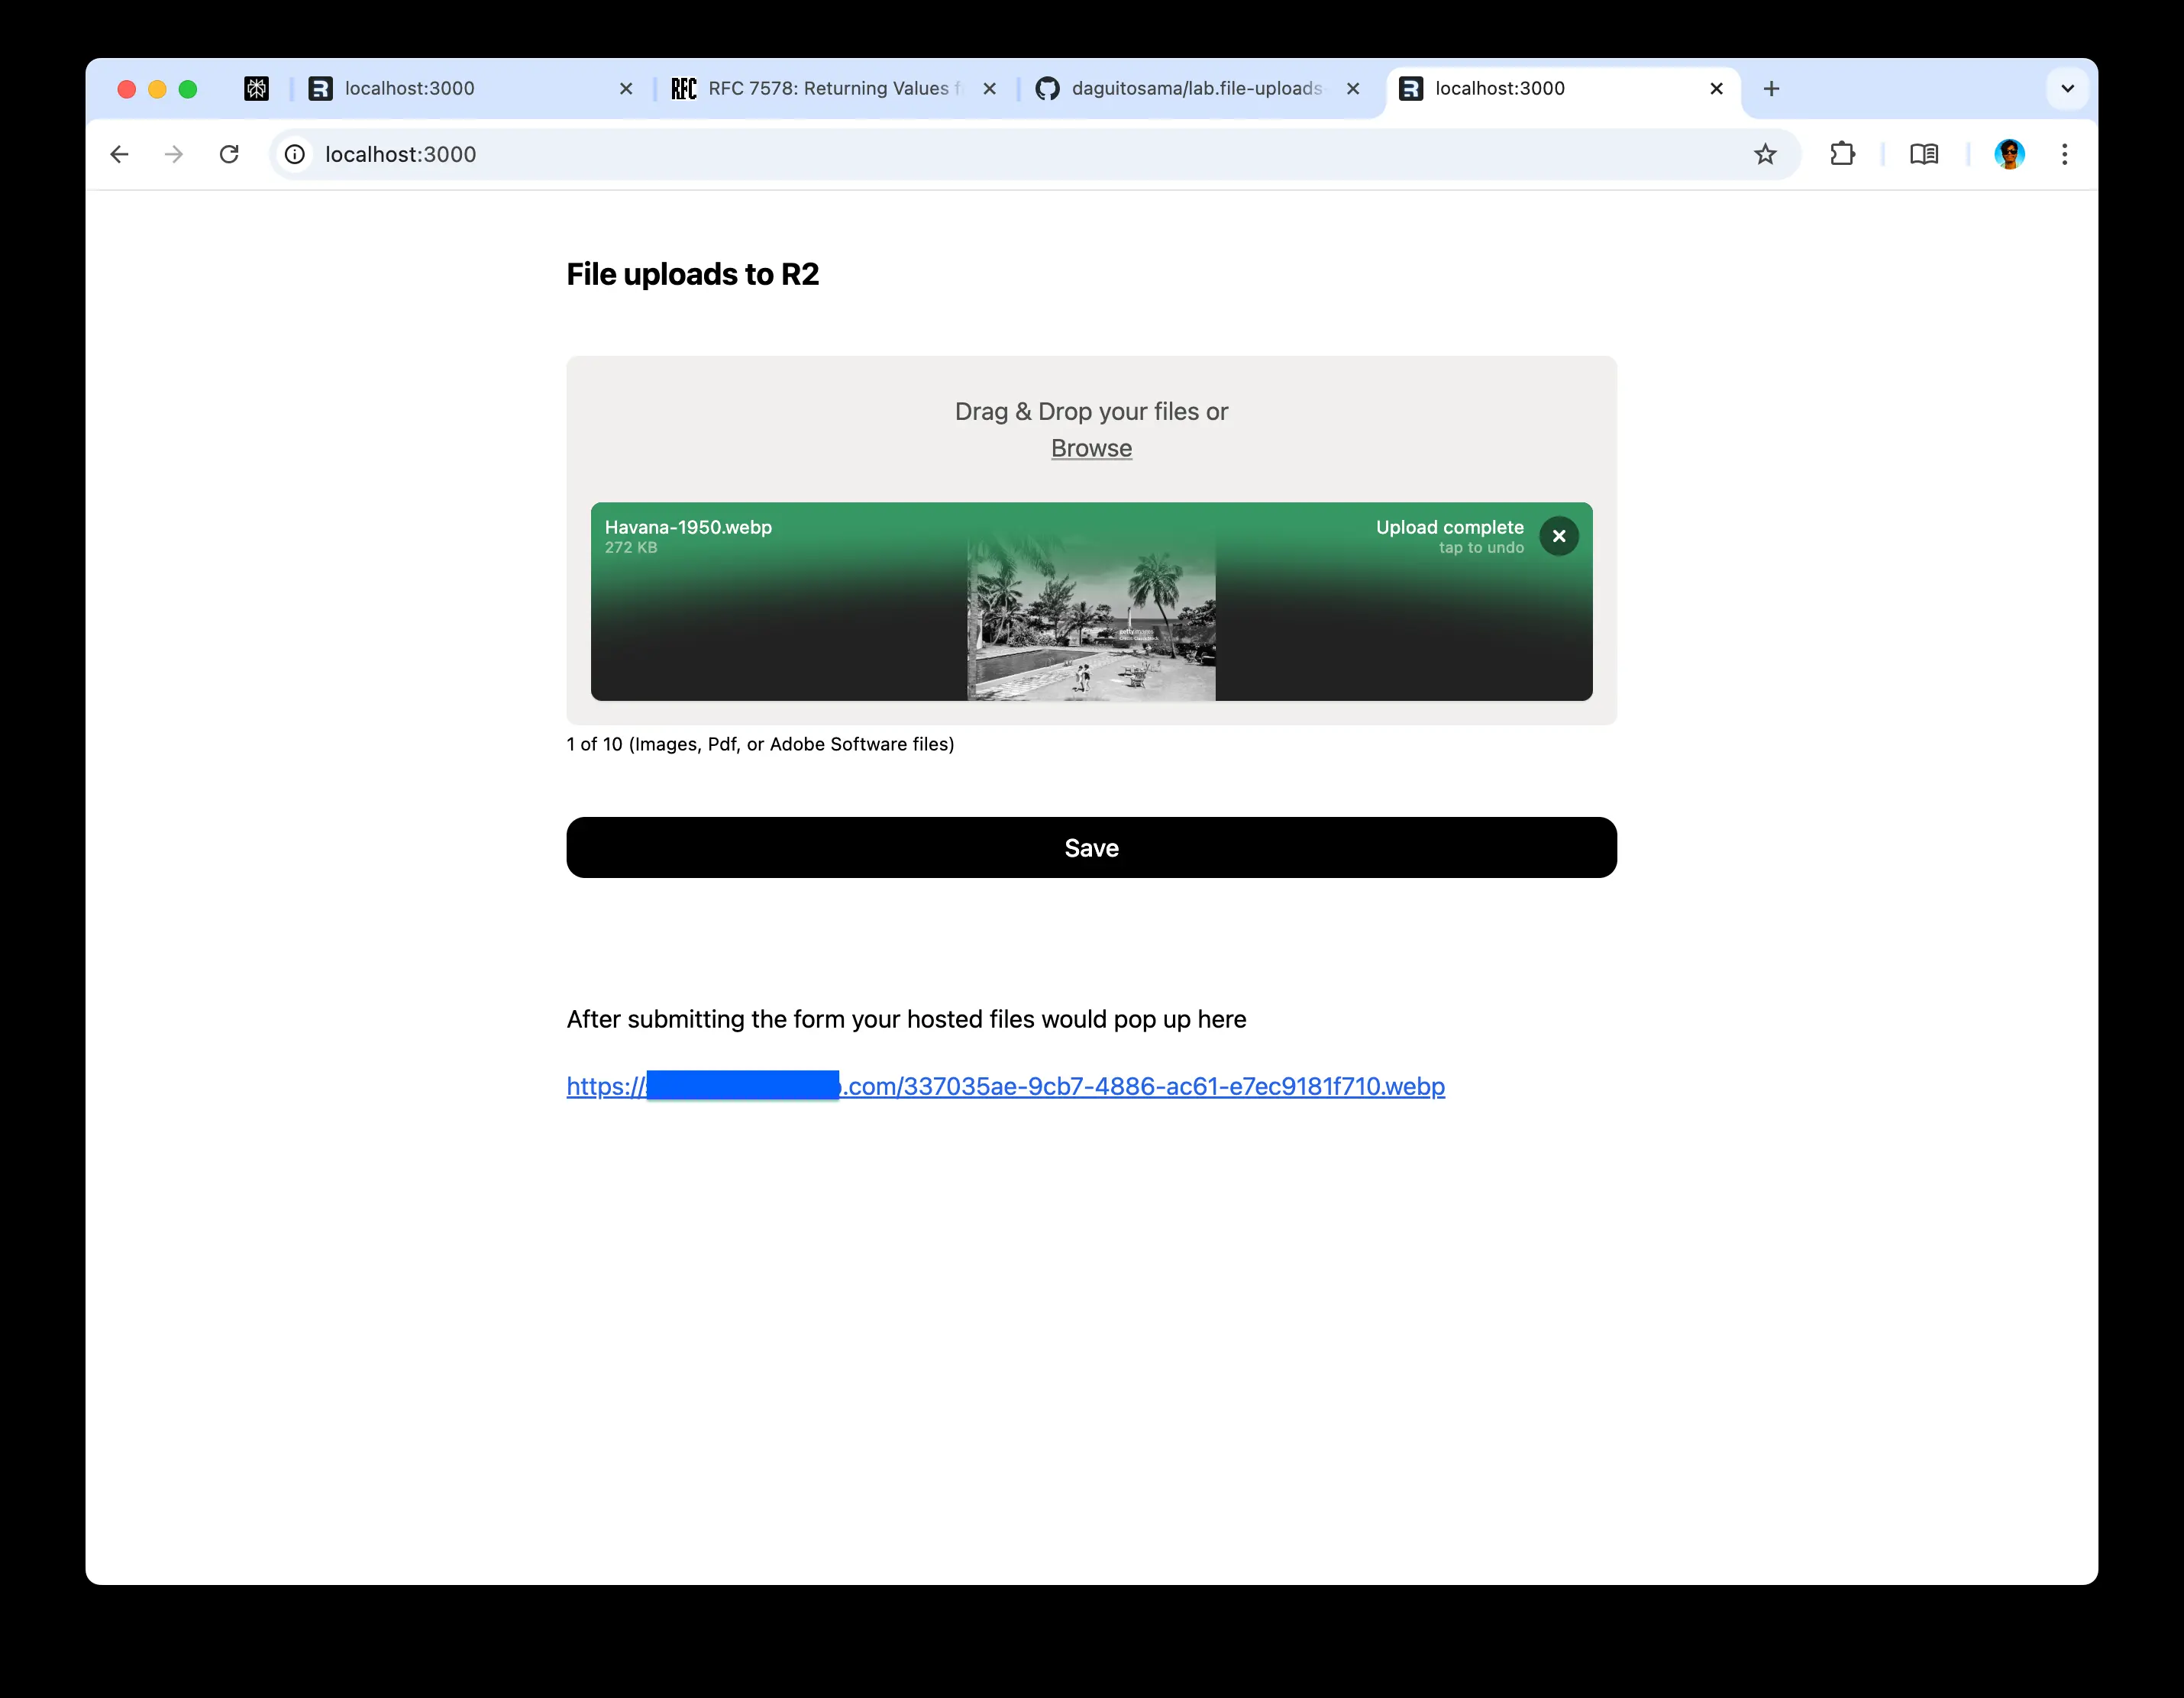 localhost:3000
RFC 7578: Returning Values f
daguitosama/lab.file-uploads-
localhost:3000
localhost:3000
File uploads to R2
Drag & Drop your files or
Browse
Havana-1950.webp
Upload complete
272 KB
tap to undo
gettyimages
1 of 10 (Images, Pdf, or Adobe Software files)
Save
After submitting the form your hosted files would pop up here
https:// .com/337035ae-9cb7-4886-ac61-e7ec9181f710.webp